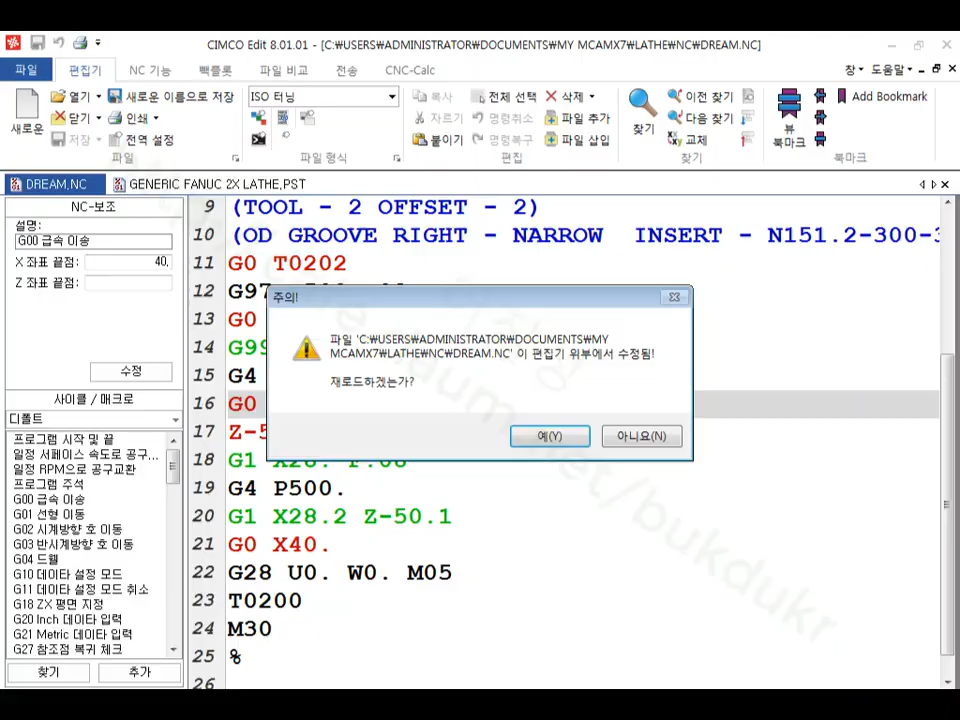 CIMCO Edit 8.01.01 - [C:₩USERS₩ADMINISTRATOR₩DOCUMENTS₩MY MCAMX7₩LATHE₩NC₩DREAM.NC]
파일 편집기 NC 기능 백플롯 파일 비교 전송 CNC-Calc 창 도움말
새로운
열기 새로운 이름으로 저장
닫기 인쇄
저장 전역 설정
파일
ISO 터닝
파일 형식
복사 전체 선택 삭제
자르기 명령취소 파일 추가
붙이기 명령복구 파일 삽입
편집
찾기
이전 찾기
다음 찾기
교체
찾기
뷰
북마크
Add Bookmark
북마크
DREAM.NC GENERIC FANUC 2X LATHE.PST
NC-보조
설명:
G00 급속 이송
X 좌표 끝점: 40.
Z 좌표 끝점:
수정
사이클 / 매크로
디폴트
프로그램 시작 및 끝
일정 서페이스 속도로 공구...
일정 RPM으로 공구교환
프로그램 주석
G00 급속 이송
G01 선형 이동
G02 시계방향 호 이동
G03 반시계방향 호 이동
G04 드웰
G10 데이타 설정 모드
G11 데이타 설정 모드 취소
G18 ZX 평면 지정
G20 Inch 데이타 입력
G21 Metric 데이타 입력
G27 참조점 복귀 체크
찾기 추가
9 (TOOL - 2 OFFSET - 2)
10 (OD GROOVE RIGHT - NARROW INSERT - N151.2-300-3
11 G0 T0202
12 G97
13 G0
14 G99
15 G4
16 G0
17 Z-5
18 G1 X28. F.08
19 G4 P500.
20 G1 X28.2 Z-50.1
21 G0 X40.
22 G28 U0. W0. M05
23 T0200
24 M30
25 %
26
주의!
파일 'C:₩USERS₩ADMINISTRATOR₩DOCUMENTS₩MY
MCAMX7₩LATHE₩NC₩DREAM.NC' 이 편집기 외부에서 수정됨!
재로드하겠는가?
예(Y) 아니요(N)